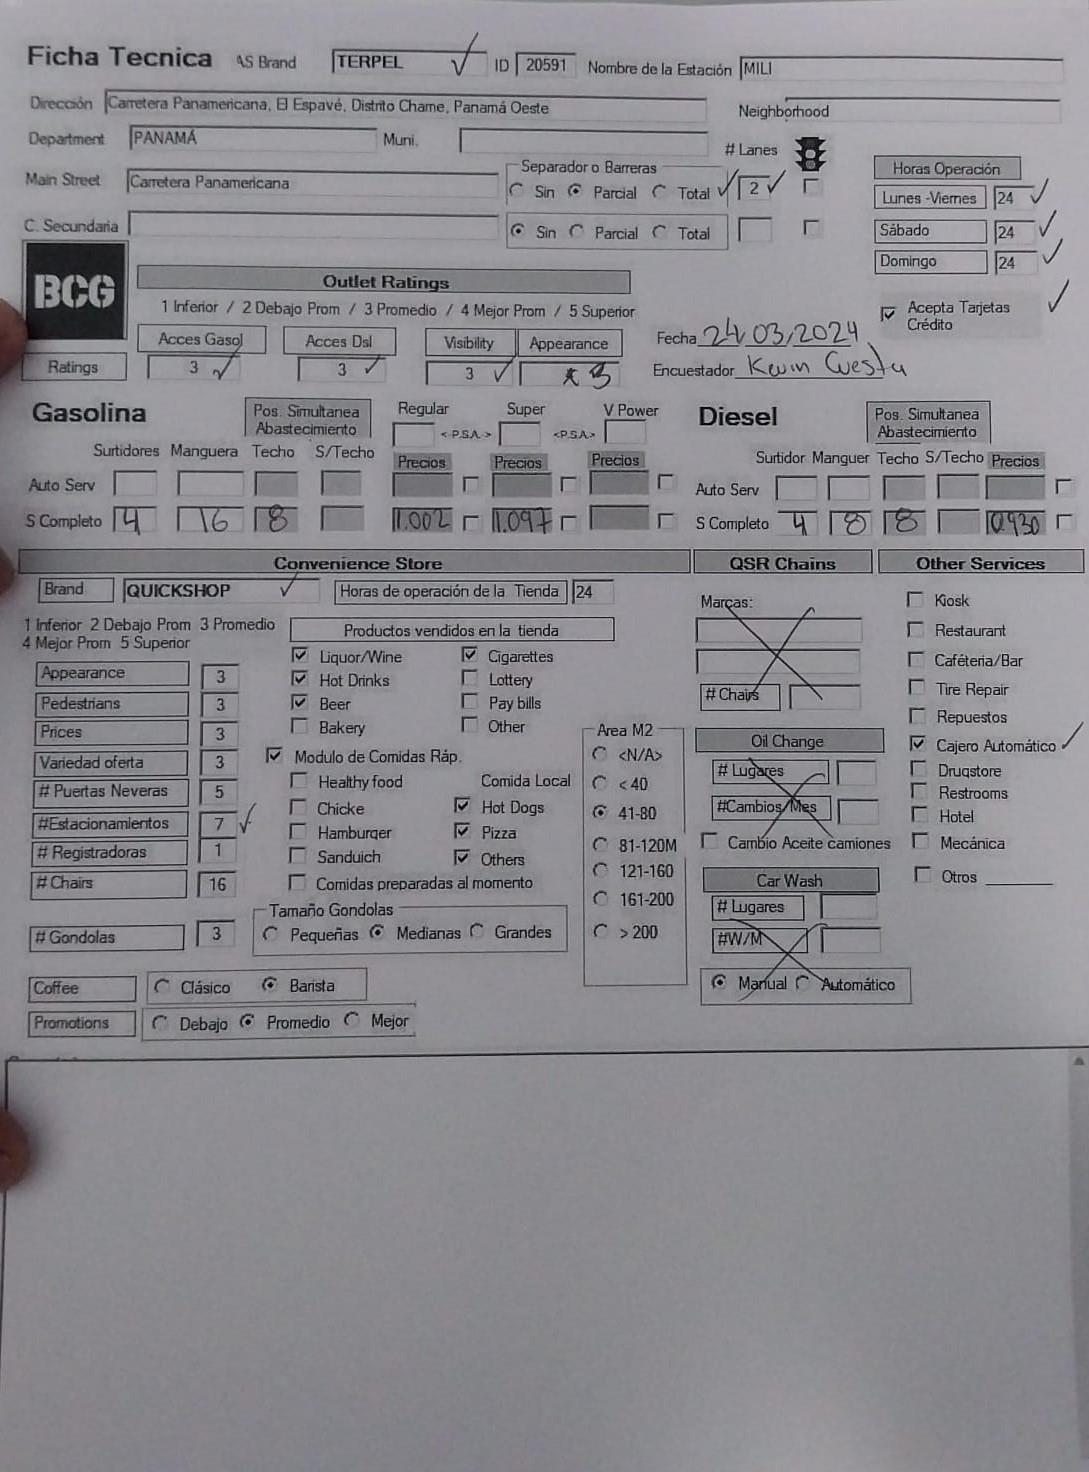 Ficha Tecnica AS Brand TERPEL ID 20591 Nombre de la Estación MILI
Dirección Carretera Panamericana, El Espavé, Distrito Chame, Panamá Oeste Neighborhood
Department PANAMÁ Muni. # Lanes
Separador o Barreras
Main Street Carretera Panamericana Sin Parcial Total 2
C. Secundaria Sin Parcial Total
Horas Operación
Lunes -Viernes 24
Sábado 24
Domingo 24
BCG
Outlet Ratings
1 Inferior / 2 Debajo Prom / 3 Promedio / 4 Mejor Prom / 5 Superior
Acepta Tarjetas
Crédito
Acces Gasol Acces Dsl Visibility Appearance
Ratings 3 3 3 3
Fecha 24/03/2024
Encuestador Kevin Cuesta
Gasolina Pos. Simultanea
Abastecimiento
Regular Super V Power
<-P.S.A.-> <-P.S.A.>
Surtidores Manguera Techo S/Techo Precios Precios Precios
Auto Serv
S Completo 4 16 8 1.002 1.097
Diesel Pos. Simultanea
Abastecimiento
Surtidor Manguer Techo S/Techo Precios
Auto Serv
S Completo 4 8 8 0.930
Convenience Store
Brand QUICKSHOP Horas de operación de la Tienda 24
1 Inferior 2 Debajo Prom 3 Promedio
4 Mejor Prom 5 Superior
Appearance 3
Pedestrians 3
Prices 3
Variedad oferta 3
# Puertas Neveras 5
#Estacionamientos 7
# Registradoras 1
# Chairs 16
# Gondolas 3
Productos vendidos en la tienda
Liquor/Wine Cigarettes
Hot Drinks Lottery
Beer Pay bills
Bakery Other
Modulo de Comidas Ráp.
Healthy food Comida Local
Chicke Hot Dogs
Hamburger Pizza
Sanduich Others
Comidas preparadas al momento
Tamaño Gondolas
Pequeñas Medianas Grandes
Area M2
<N/A>
< 40
41-80
81-120M
121-160
161-200
> 200
Coffee Clásico Barista
Promotions Debajo Promedio Mejor
QSR Chains
Marcas:
# Chairs
Oil Change
# Lugares
#Cambios/Mes
Cambio Aceite camiones
Car Wash
# Lugares
#W/M
Manual Automático
Other Services
Kiosk
Restaurant
Caféteria/Bar
Tire Repair
Repuestos
Cajero Automático
Drugstore
Restrooms
Hotel
Mecánica
Otros